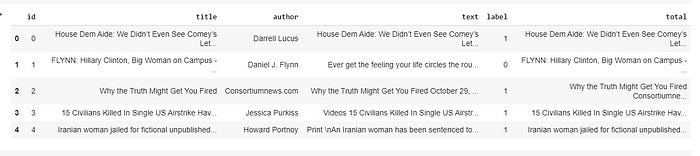 id title author text label total
0 0 House Dem Aide: We Didn't Even See Comey's Let... Darrell Lucus House Dem Aide: We Didn't Even See Comey's Let... 1 House Dem Aide: We Didn't Even See Comey's Let...
1 1 FLYNN: Hillary Clinton, Big Woman on Campus - ... Daniel J. Flynn Ever get the feeling your life circles the rou... 0 FLYNN: Hillary Clinton, Big Woman on Campus - ...
2 2 Why the Truth Might Get You Fired Consortiumnews.com Why the Truth Might Get You Fired October 29, ... 1 Why the Truth Might Get You Fired Consortiumne...
3 3 15 Civilians Killed In Single US Airstrike Hav... Jessica Purkiss Videos 15 Civilians Killed In Single US Airstr... 1 15 Civilians Killed In Single US Airstrike Hav...
4 4 Iranian woman jailed for fictional unpublished... Howard Portnoy Print \nAn Iranian woman has been sentenced to... 1 Iranian woman jailed for fictional unpublished...